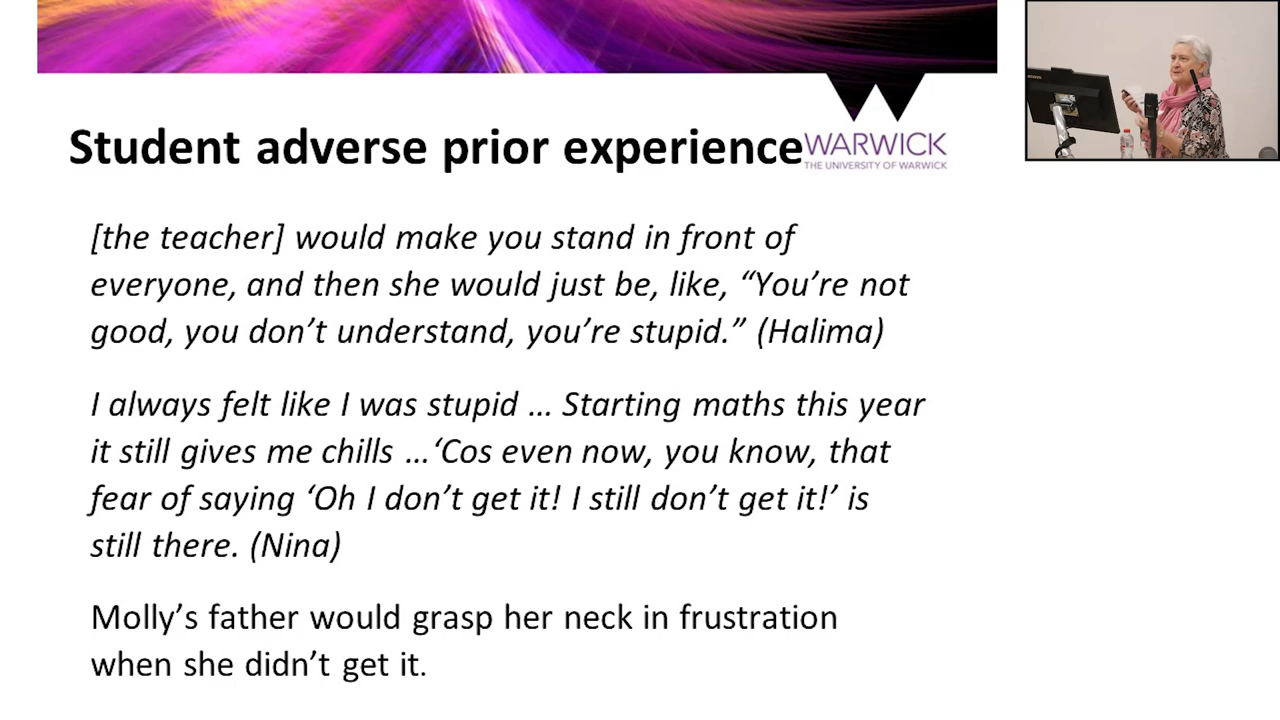 Student adverse prior experience
WARWICK
THE UNIVERSITY OF WARWICK
[the teacher] would make you stand in front of
everyone, and then she would just be, like, “You’re not
good, you don’t understand, you’re stupid.” (Halima)
I always felt like I was stupid … Starting maths this year
it still gives me chills …‘Cos even now, you know, that
fear of saying ‘Oh I don’t get it! I still don’t get it!’ is
still there. (Nina)
Molly’s father would grasp her neck in frustration
when she didn’t get it.